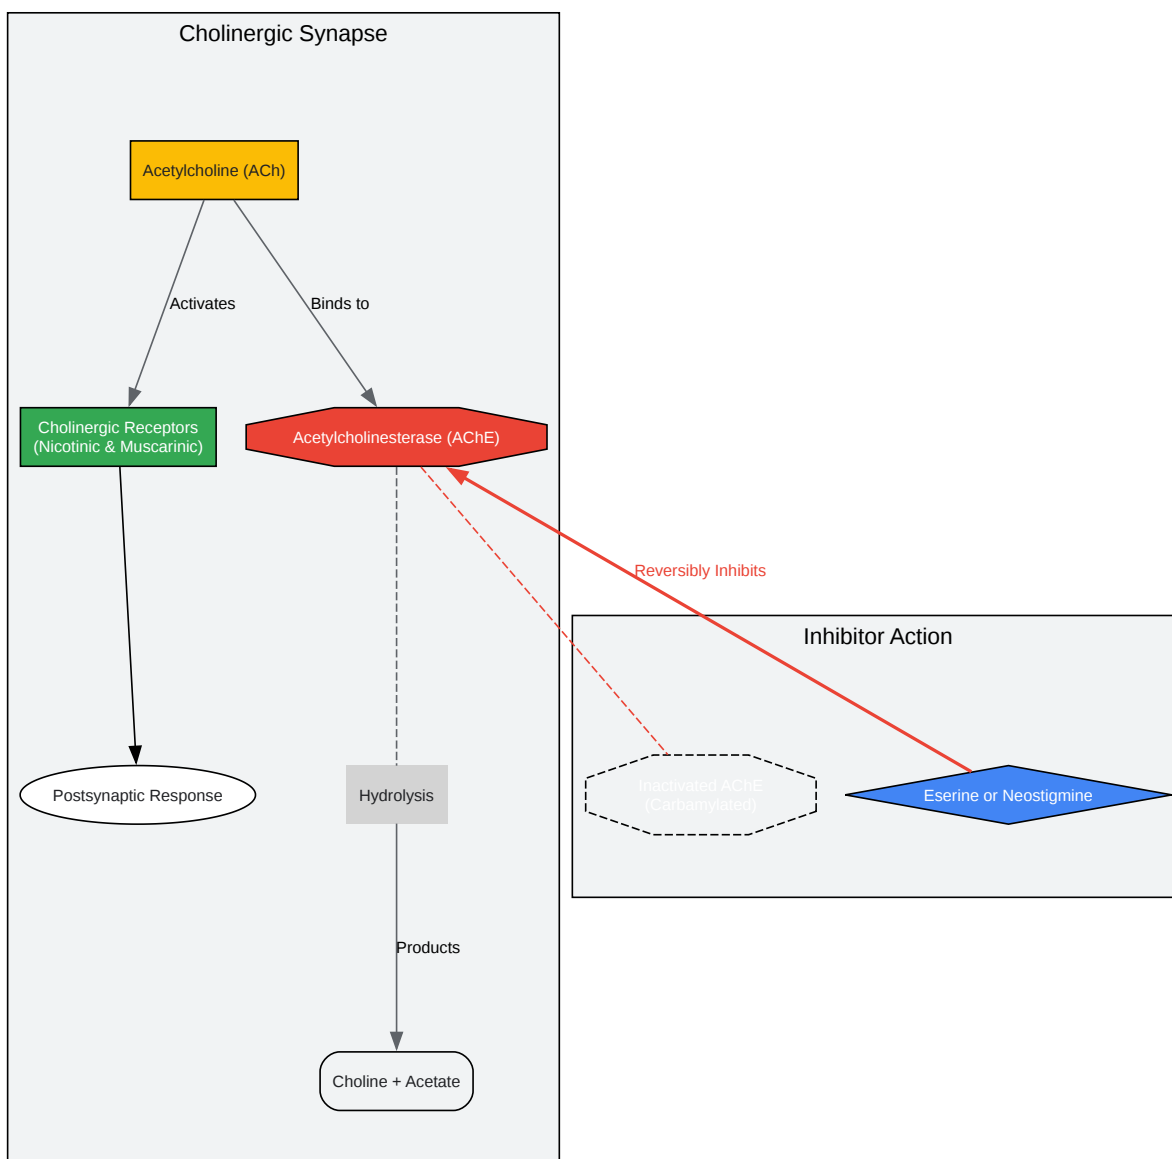 Cholinergic Synapse
Acetylcholine (ACh)
Activates
Binds to
Cholinergic Receptors
(Nicotinic & Muscarinic)
Acetylcholinesterase (AChE)
Reversibly Inhibits
Inhibitor Action
Postsynaptic Response
Hydrolysis
Inactivated AChE
(Carbamylated)
Eserine or Neostigmine
Products
Choline + Acetate